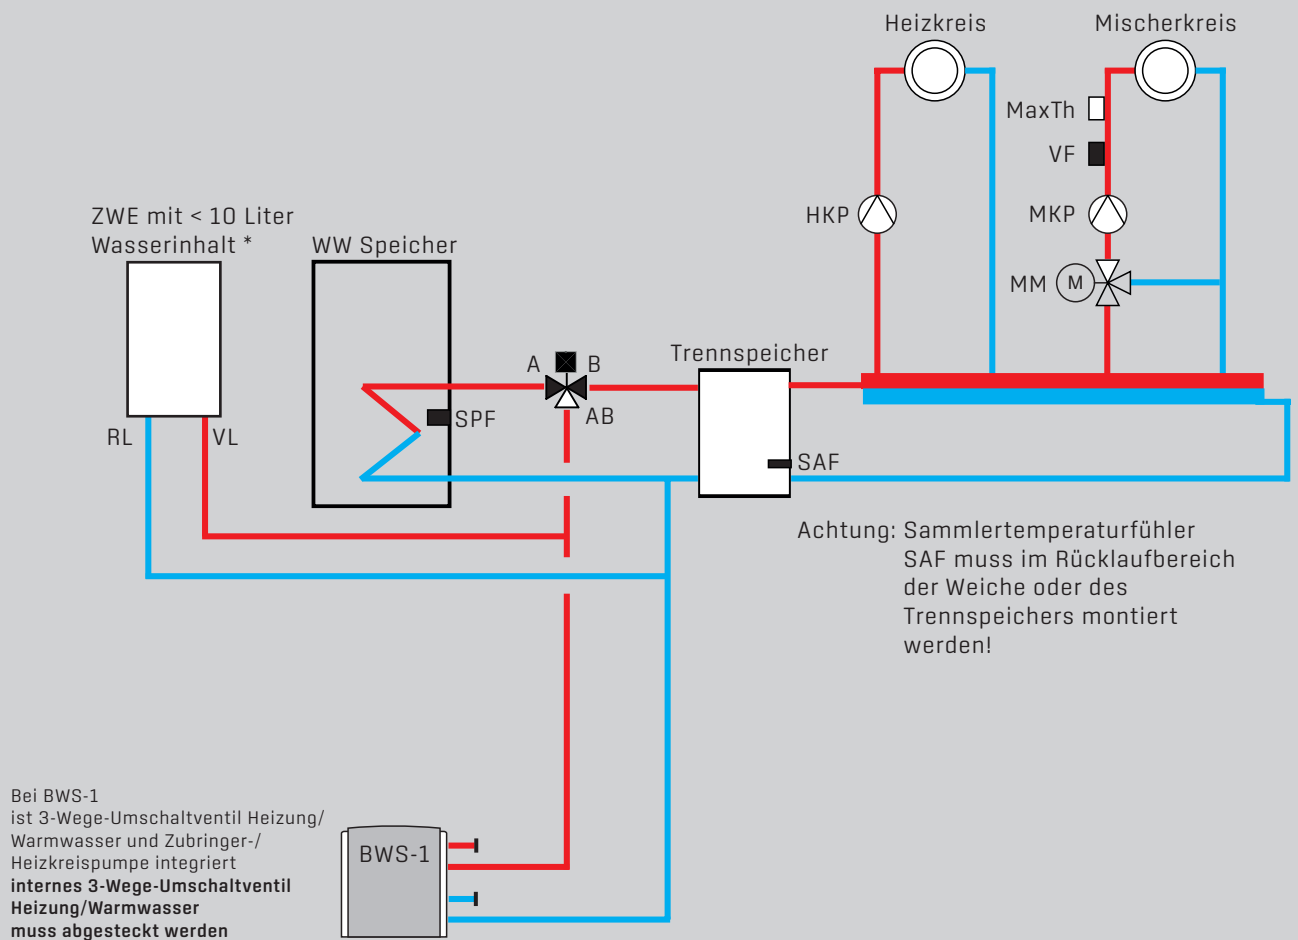 Heizkreis
Mischerkreis
MaxTh
VF
ZWE mit < 10 Liter
Wasserinhalt *
WW Speicher
HKP
MKP
MM
M
Trennspeicher
A
B
AB
SPF
RL
VL
SAF
Achtung: Sammlertemperaturfühler
SAF muss im Rücklaufbereich
der Weiche oder des
Trennspeichers montiert
werden!
Bei BWS-1
ist 3-Wege-Umschaltventil Heizung/
Warmwasser und Zubringer-/
Heizkreispumpe integriert
internes 3-Wege-Umschaltventil
Heizung/Warmwasser
muss abgesteckt werden
BWS-1